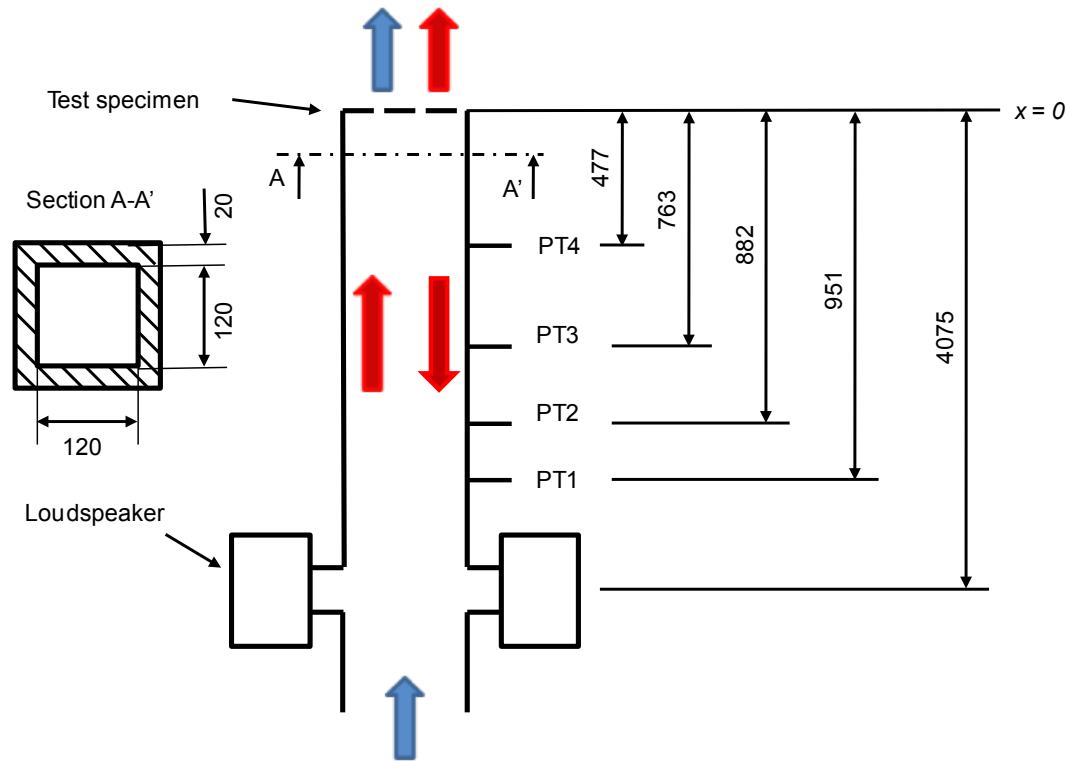 Test specimen
x = 0
A
A'
477
763
882
951
4075
Section A-A'
20
120
120
PT4
PT3
PT2
PT1
Loudspeaker